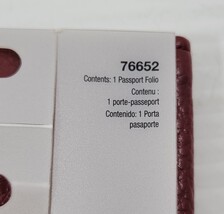 76652
Contents: 1 Passport Folio
Contenu :
1 porte-passeport
Contenido: 1 Porta
pasaporte